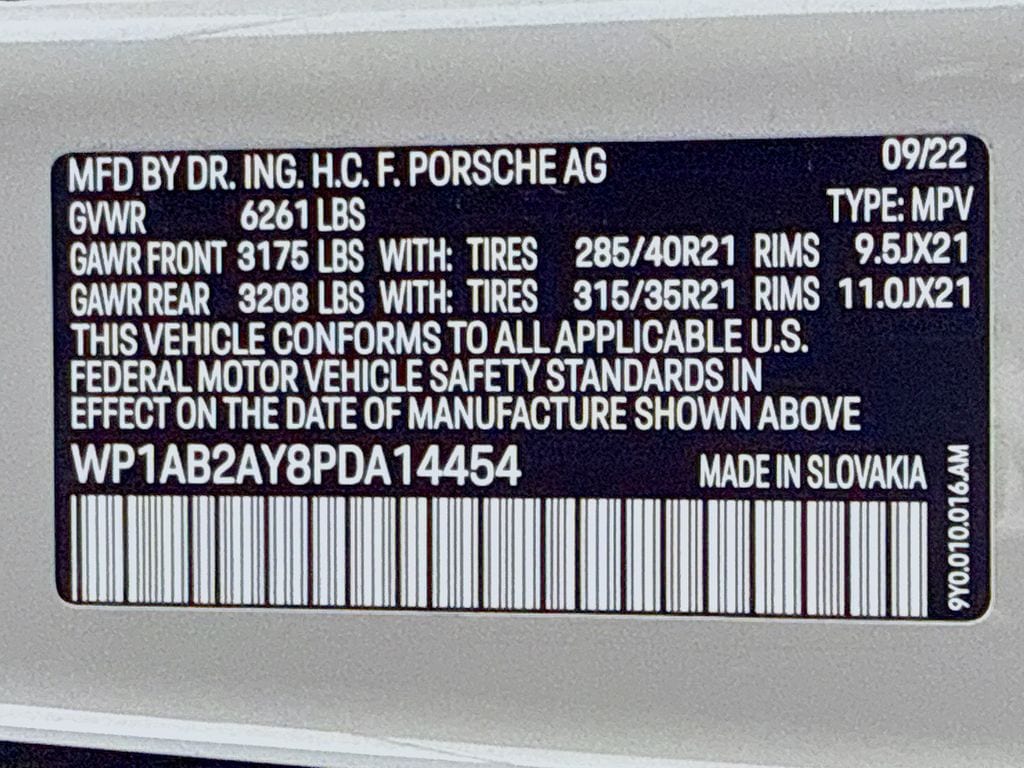 MFD BY DR. ING. H.C. F. PORSCHE AG 09/22
GVWR 6261 LBS TYPE: MPV
GAWR FRONT 3175 LBS WITH: TIRES 285/40R21 RIMS 9.5JX21
GAWR REAR 3208 LBS WITH: TIRES 315/35R21 RIMS 11.0JX21
THIS VEHICLE CONFORMS TO ALL APPLICABLE U.S.
FEDERAL MOTOR VEHICLE SAFETY STANDARDS IN
EFFECT ON THE DATE OF MANUFACTURE SHOWN ABOVE
WP1AB2AY8PDA14454 MADE IN SLOVAKIA
9Y0.010.016.AM